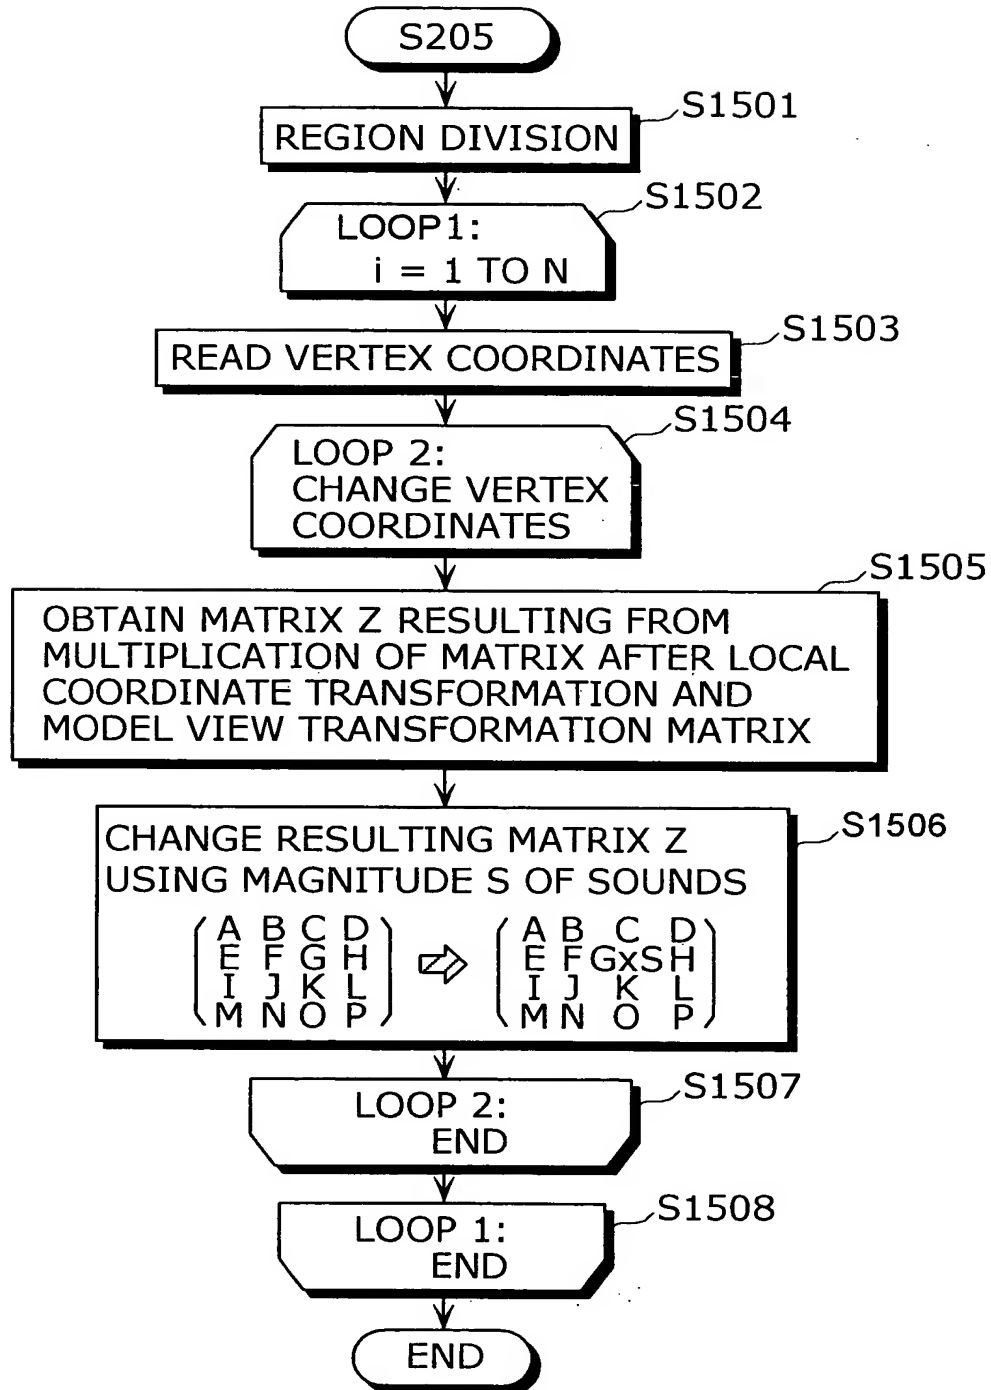 S205
S1501
REGION DIVISION
S1502
LOOP1:
i = 1 TO N
S1503
READ VERTEX COORDINATES
S1504
LOOP 2:
CHANGE VERTEX
COORDINATES
S1505
OBTAIN MATRIX Z RESULTING FROM
MULTIPLICATION OF MATRIX AFTER LOCAL
COORDINATE TRANSFORMATION AND
MODEL VIEW TRANSFORMATION MATRIX
S1506
CHANGE RESULTING MATRIX Z
USING MAGNITUDE S OF SOUNDS
A B C D ⇨ A B C D
E F G H E F GxS H
I J K L I J K L
M N O P M N O P
S1507
LOOP 2:
END
S1508
LOOP 1:
END
END